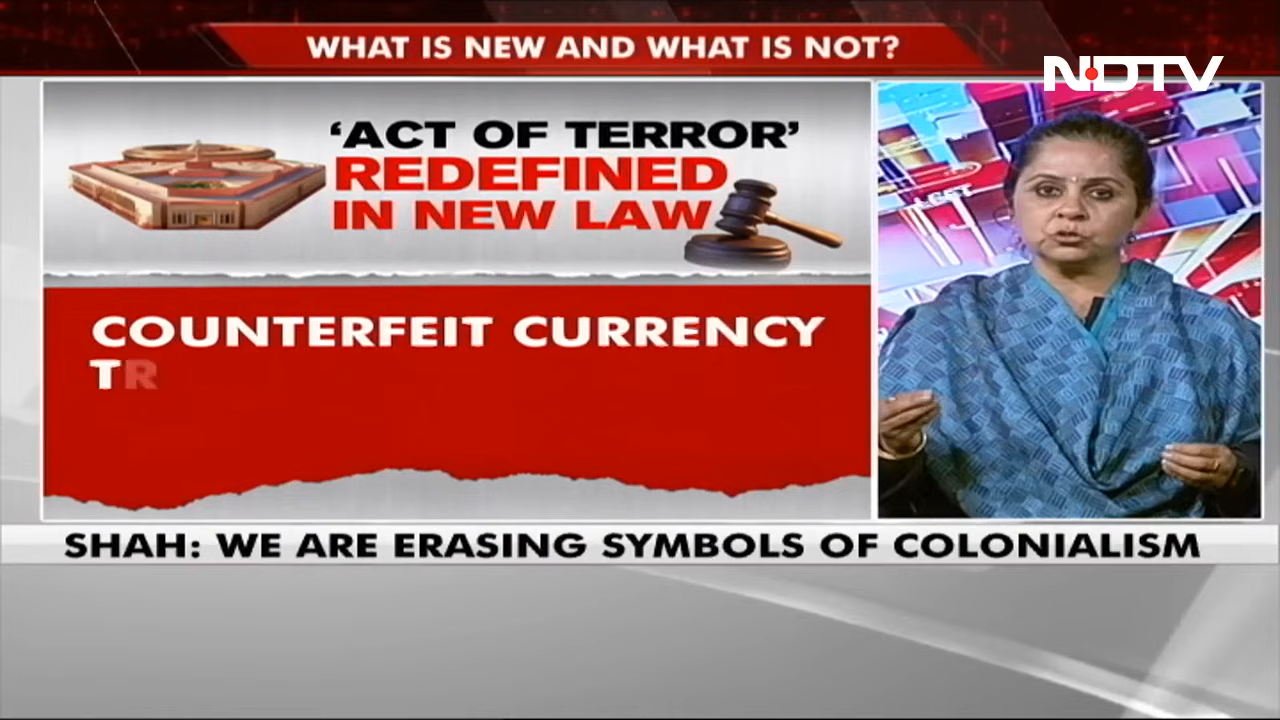 WHAT IS NEW AND WHAT IS NOT?
NDTV
‘ACT OF TERROR’
REDEFINED
IN NEW LAW
COUNTERFEIT CURRENCY
TR
SHAH: WE ARE ERASING SYMBOLS OF COLONIALISM